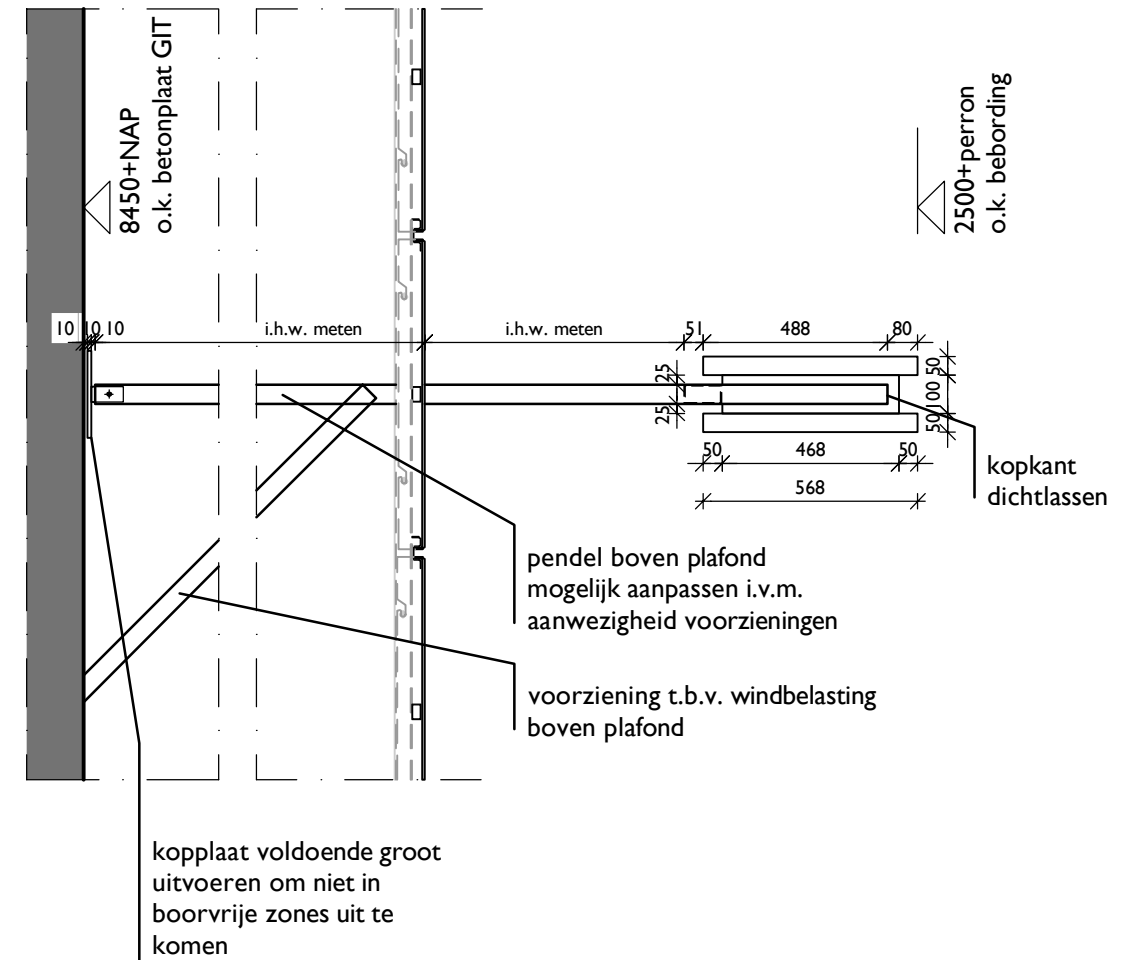 8450+NAP
o.k. betonplaat GIT
2500+perron
o.k. bebording
10 10 10
i.h.w. meten
i.h.w. meten
51
488
80
25
25
50
100
50
50
468
50
568
kopkant
dichtlassen
pendel boven plafond
mogelijk aanpassen i.v.m.
aanwezigheid voorzieningen
voorziening t.b.v. windbelasting
boven plafond
kopplaat voldoende groot
uitvoeren om niet in
boorvrije zones uit te
komen